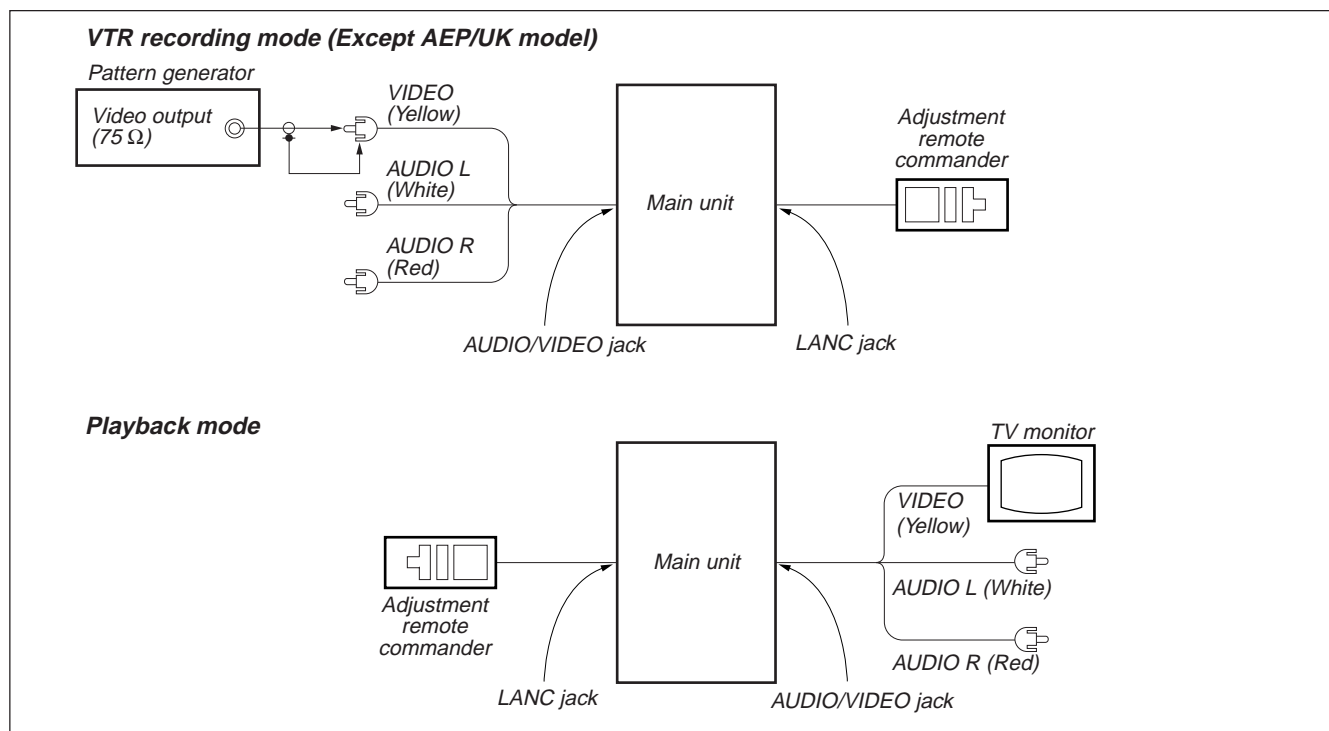 VTR recording mode (Except AEP/UK model)
Pattern generator
Video output
(75 Ω)
VIDEO
(Yellow)
AUDIO L
(White)
AUDIO R
(Red)
Main unit
Adjustment
remote
commander
AUDIO/VIDEO jack
LANC jack
Playback mode
TV monitor
VIDEO
(Yellow)
Main unit
AUDIO L (White)
Adjustment
remote
commander
AUDIO R (Red)
LANC jack
AUDIO/VIDEO jack